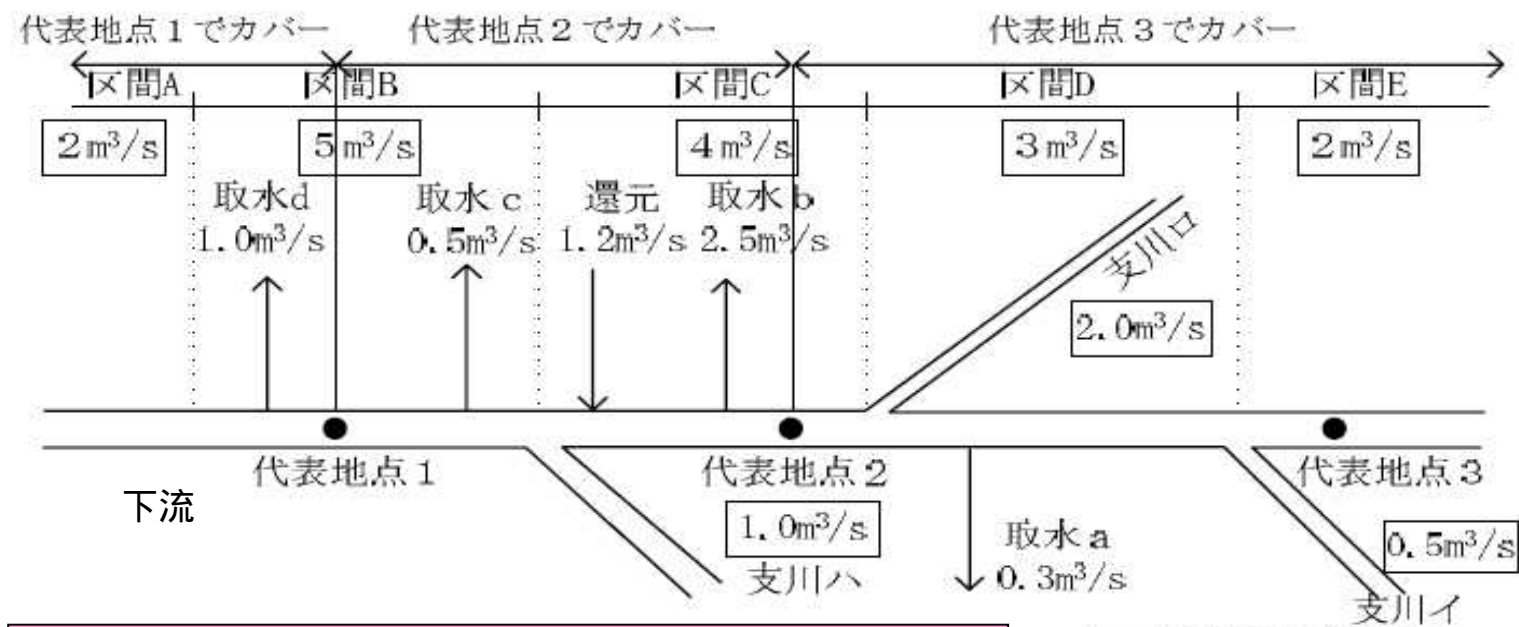 代表地点1でカバー 代表地点2でカバー 代表地点3でカバー
区間A 区間B 区間C 区間D 区間E
2m³/s 5m³/s 4m³/s 3m³/s 2m³/s
取水d 取水c 還元 取水b
1.0m³/s 0.5m³/s 1.2m³/s 2.5m³/s
支川ロ
2.0m³/s
代表地点1 代表地点2 代表地点3
下流
1.0m³/s 取水a 0.5m³/s
支川ハ 0.3m³/s
支川イ